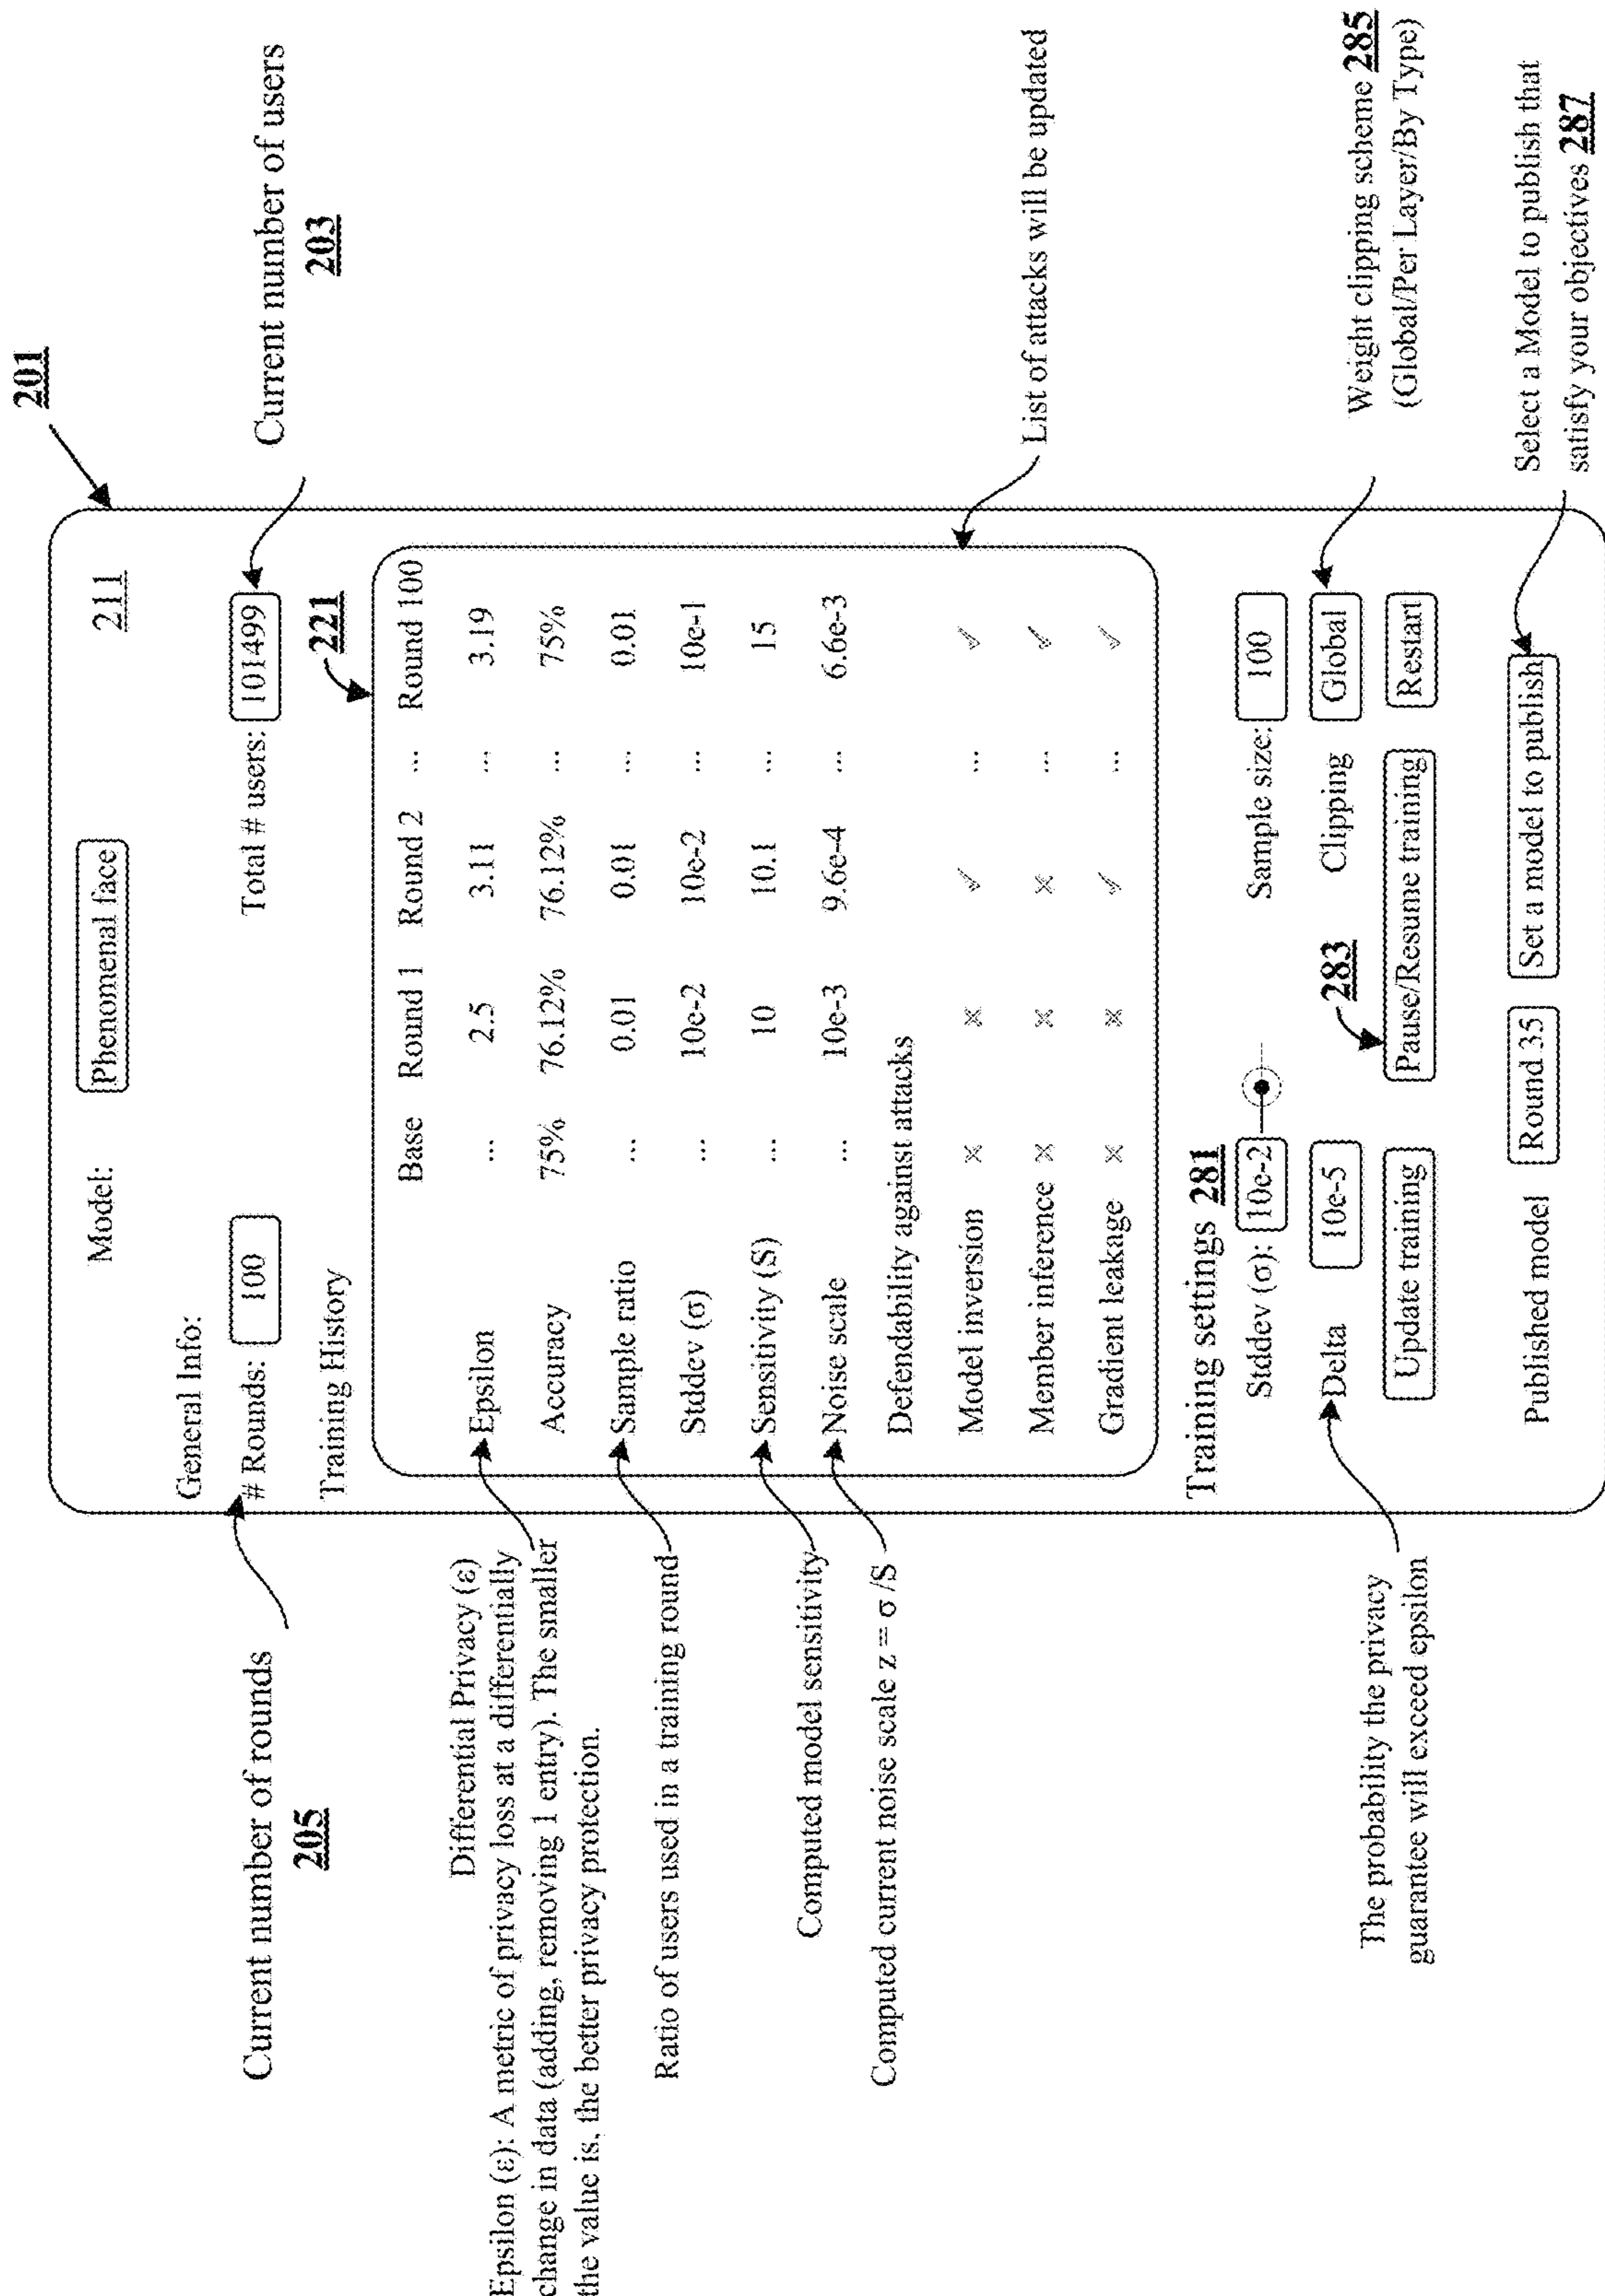 201
Model: Phenomenal face 211
General Info:
# Rounds: 100 Total # users: 101499
Current number of users
203
Current number of rounds
205
Training History
221
Base Round 1 Round 2 ... Round 100
Epsilon ... 2.5 3.11 ... 3.19
Accuracy 75% 76.12% 76.12% ... 75%
Sample ratio ... 0.01 0.01 ... 0.01
Stddev (σ) ... 10e-2 10e-2 ... 10e-1
Sensitivity (S) ... 10 10.1 ... 15
Noise scale ... 10e-3 9.6e-4 ... 6.6e-3
Defendability against attacks
Model inversion × × ✓ ... ✓
Member inference × × × ... ✓
Gradient leakage × × ✓ ... ✓
Differential Privacy (ε)
Epsilon (ε): A metric of privacy loss at a differentially
change in data (adding, removing 1 entry). The smaller
the value is, the better privacy protection.
Ratio of users used in a training round
Computed model sensitivity
Computed current noise scale z = σ /S
List of attacks will be updated
Training settings 281
Stddev (σ): 10e-2 Sample size: 100
283
Delta 10e-5 Clipping Global
Update training Pause/Resume training Restart
The probability the privacy
guarantee will exceed epsilon
Weight clipping scheme 285
(Global/Per Layer/By Type)
Published model Round 35 Set a model to publish
Select a Model to publish that
satisfy your objectives 287